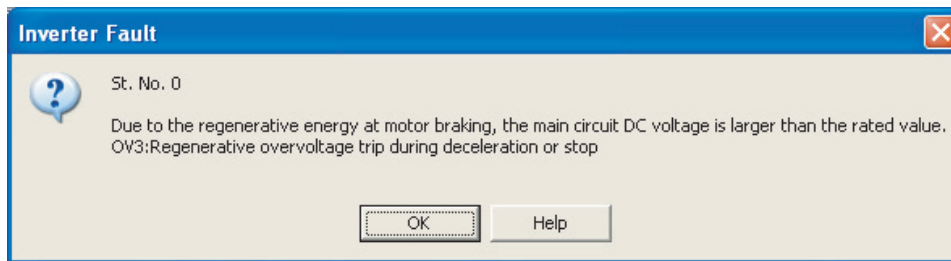 Inverter Fault
St. No. 0
Due to the regenerative energy at motor braking, the main circuit DC voltage is larger than the rated value.
OV3:Regenerative overvoltage trip during deceleration or stop
OK
Help